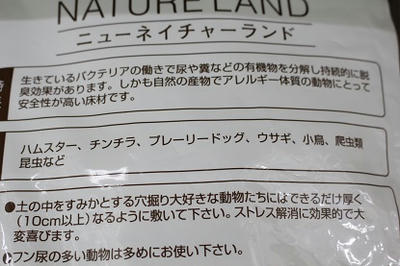 NATURE LAND
ニューネイチャーランド
生きているバクテリアの働きで尿や糞などの有機物を分解し持続的に脱
臭効果があります。しかも自然の産物でアレルギー体質の動物にとって
安全性が高い床材です。
ハムスター、チンチラ、プレーリードッグ、ウサギ、小鳥、爬虫類
昆虫など
●土の中をすみかとする穴掘り大好きな動物たちにはできるだけ厚く
(10cm以上)なるように敷いて下さい。ストレス解消に効果的で大
変喜びます。
●フン尿の多い動物は多めにお使い下さい。